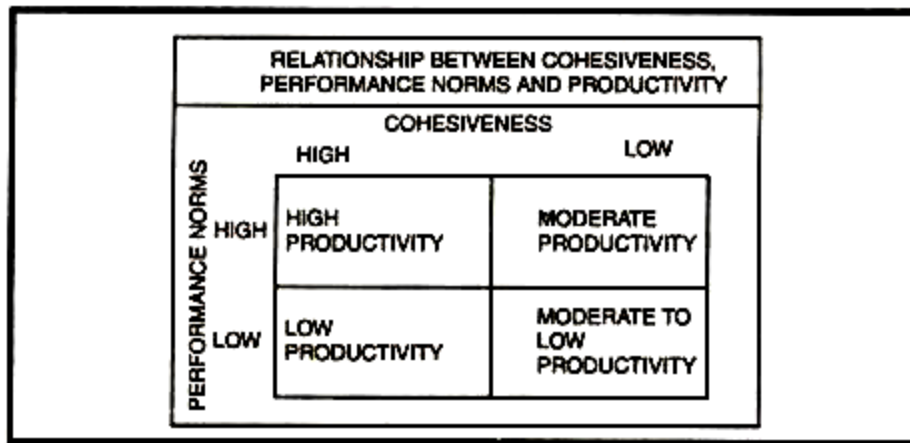 RELATIONSHIP BETWEEN COHESIVENESS,
PERFORMANCE NORMS AND PRODUCTIVITY
COHESIVENESS
HIGH
LOW
PERFORMANCE NORMS
HIGH
HIGH
PRODUCTIVITY
MODERATE
PRODUCTIVITY
LOW
LOW
PRODUCTIVITY
MODERATE TO
LOW
PRODUCTIVITY